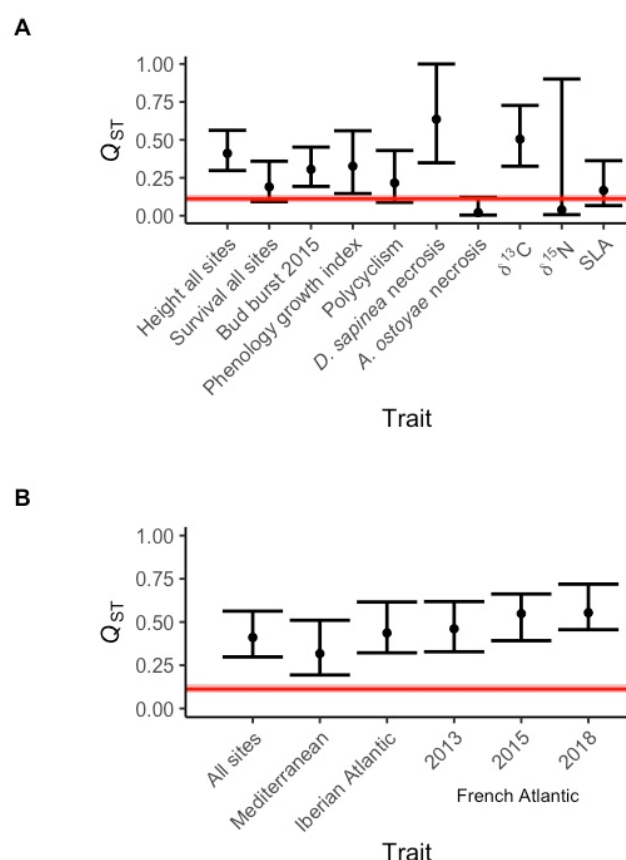 A
1.00
0.75
0.50
0.25
0.00
QST
Height all sites
Survival all sites
Bud burst 2015
Phenology growth index
Polycyclism
D. sapinea necrosis
A. ostoyae necrosis
δ13C
δ15N
SLA
Trait
B
1.00
0.75
0.50
0.25
0.00
QST
All sites
Mediterranean
Iberian Atlantic
2013
2015
2018
French Atlantic
Trait